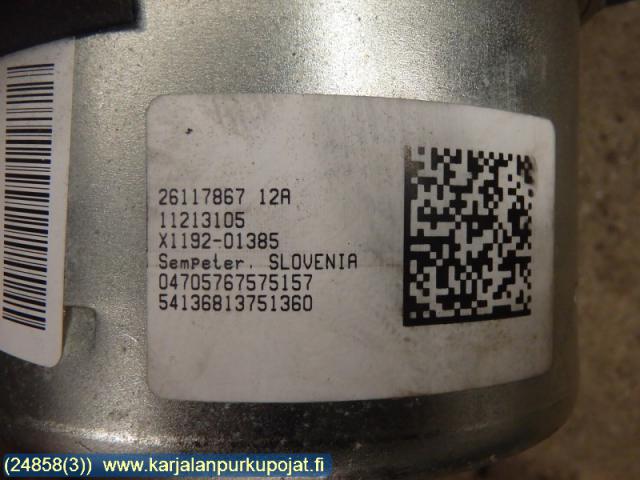 26117867 12A
11213105
X1192-01385
Sempeter, SLOVENIA
04705767575157
54136813751360
(24858(3)) www.karjalanpurkupojat.fi